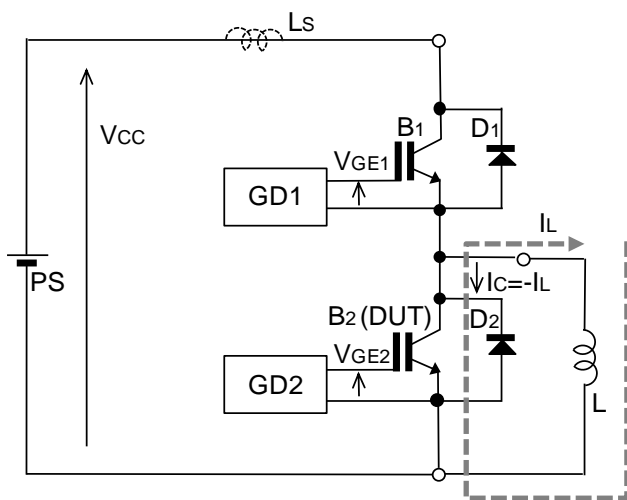 LS
VCC
B1
D1
VGE1
GD1
IL
PS
IC=-IL
B2 (DUT)
D2
VGE2
GD2
L